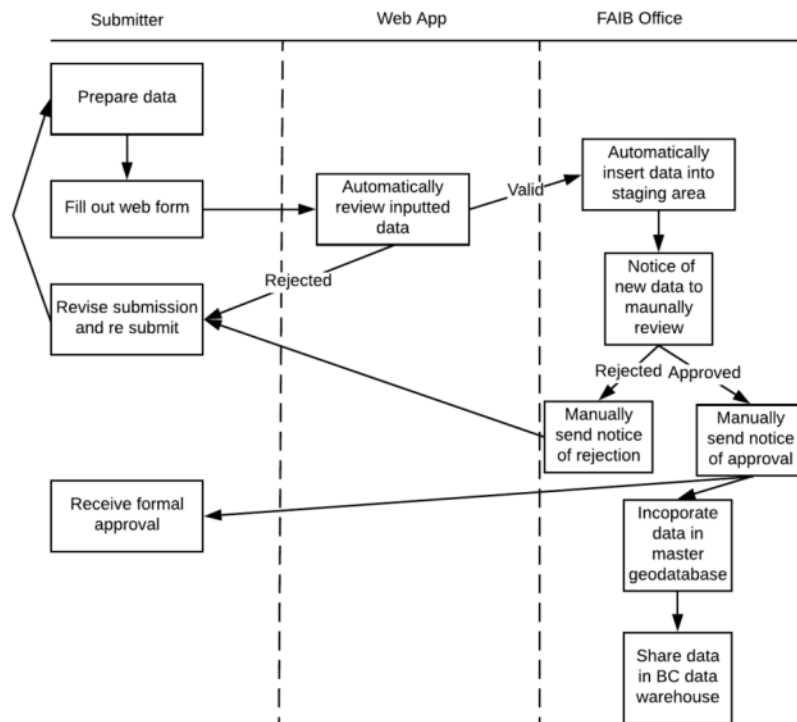 Submitter
Web App
FAIB Office
Prepare data
Fill out web form
Automatically
review inputted
data
Valid
Automatically
insert data into
staging area
Rejected
Revise submission
and re submit
Notice of
new data to
maunally
review
Rejected
Approved
Manually
send notice
of rejection
Manually
send notice
of approval
Receive formal
approval
Incoporate
data in
master
geodatabase
Share data
in BC data
warehouse